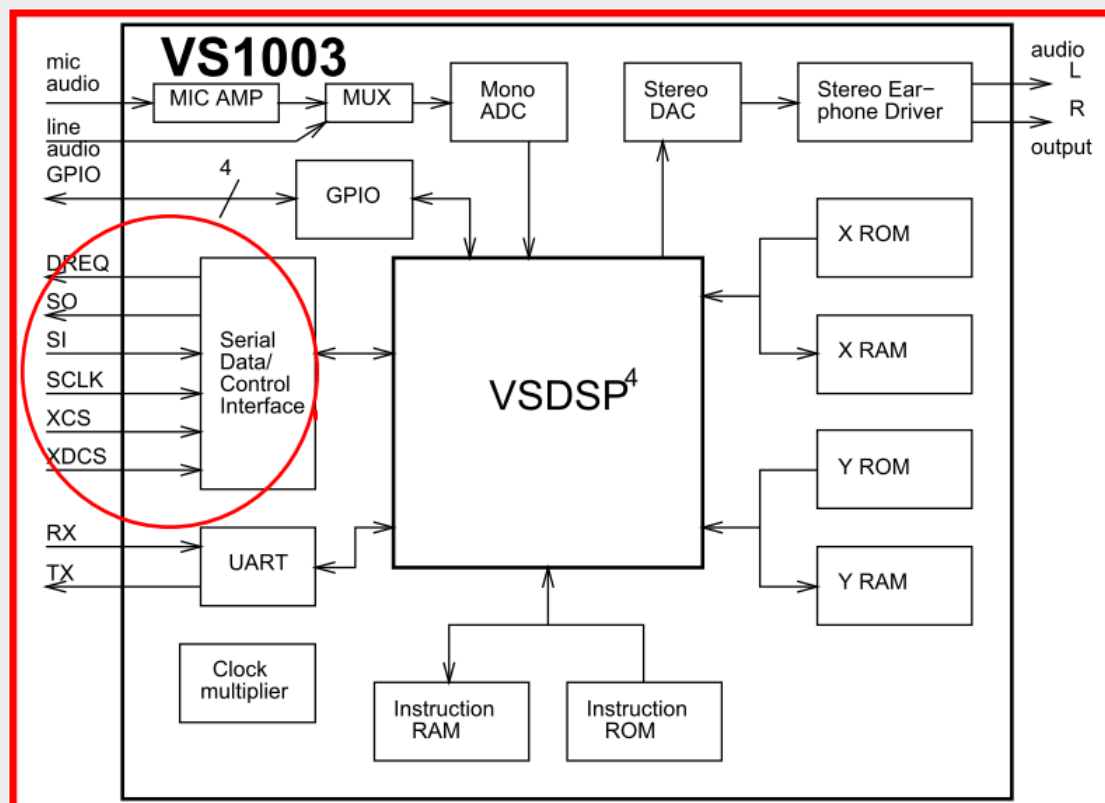 VS1003
mic
audio
MIC AMP
MUX
Mono
ADC
Stereo
DAC
Stereo Ear-
phone Driver
audio
L
R
output
line
audio
GPIO
4
GPIO
X ROM
X RAM
DREQ
SO
SI
SCLK
XCS
XDCS
Serial
Data/
Control
Interface
VSDSP4
Y ROM
Y RAM
RX
TX
UART
Clock
multiplier
Instruction
RAM
Instruction
ROM